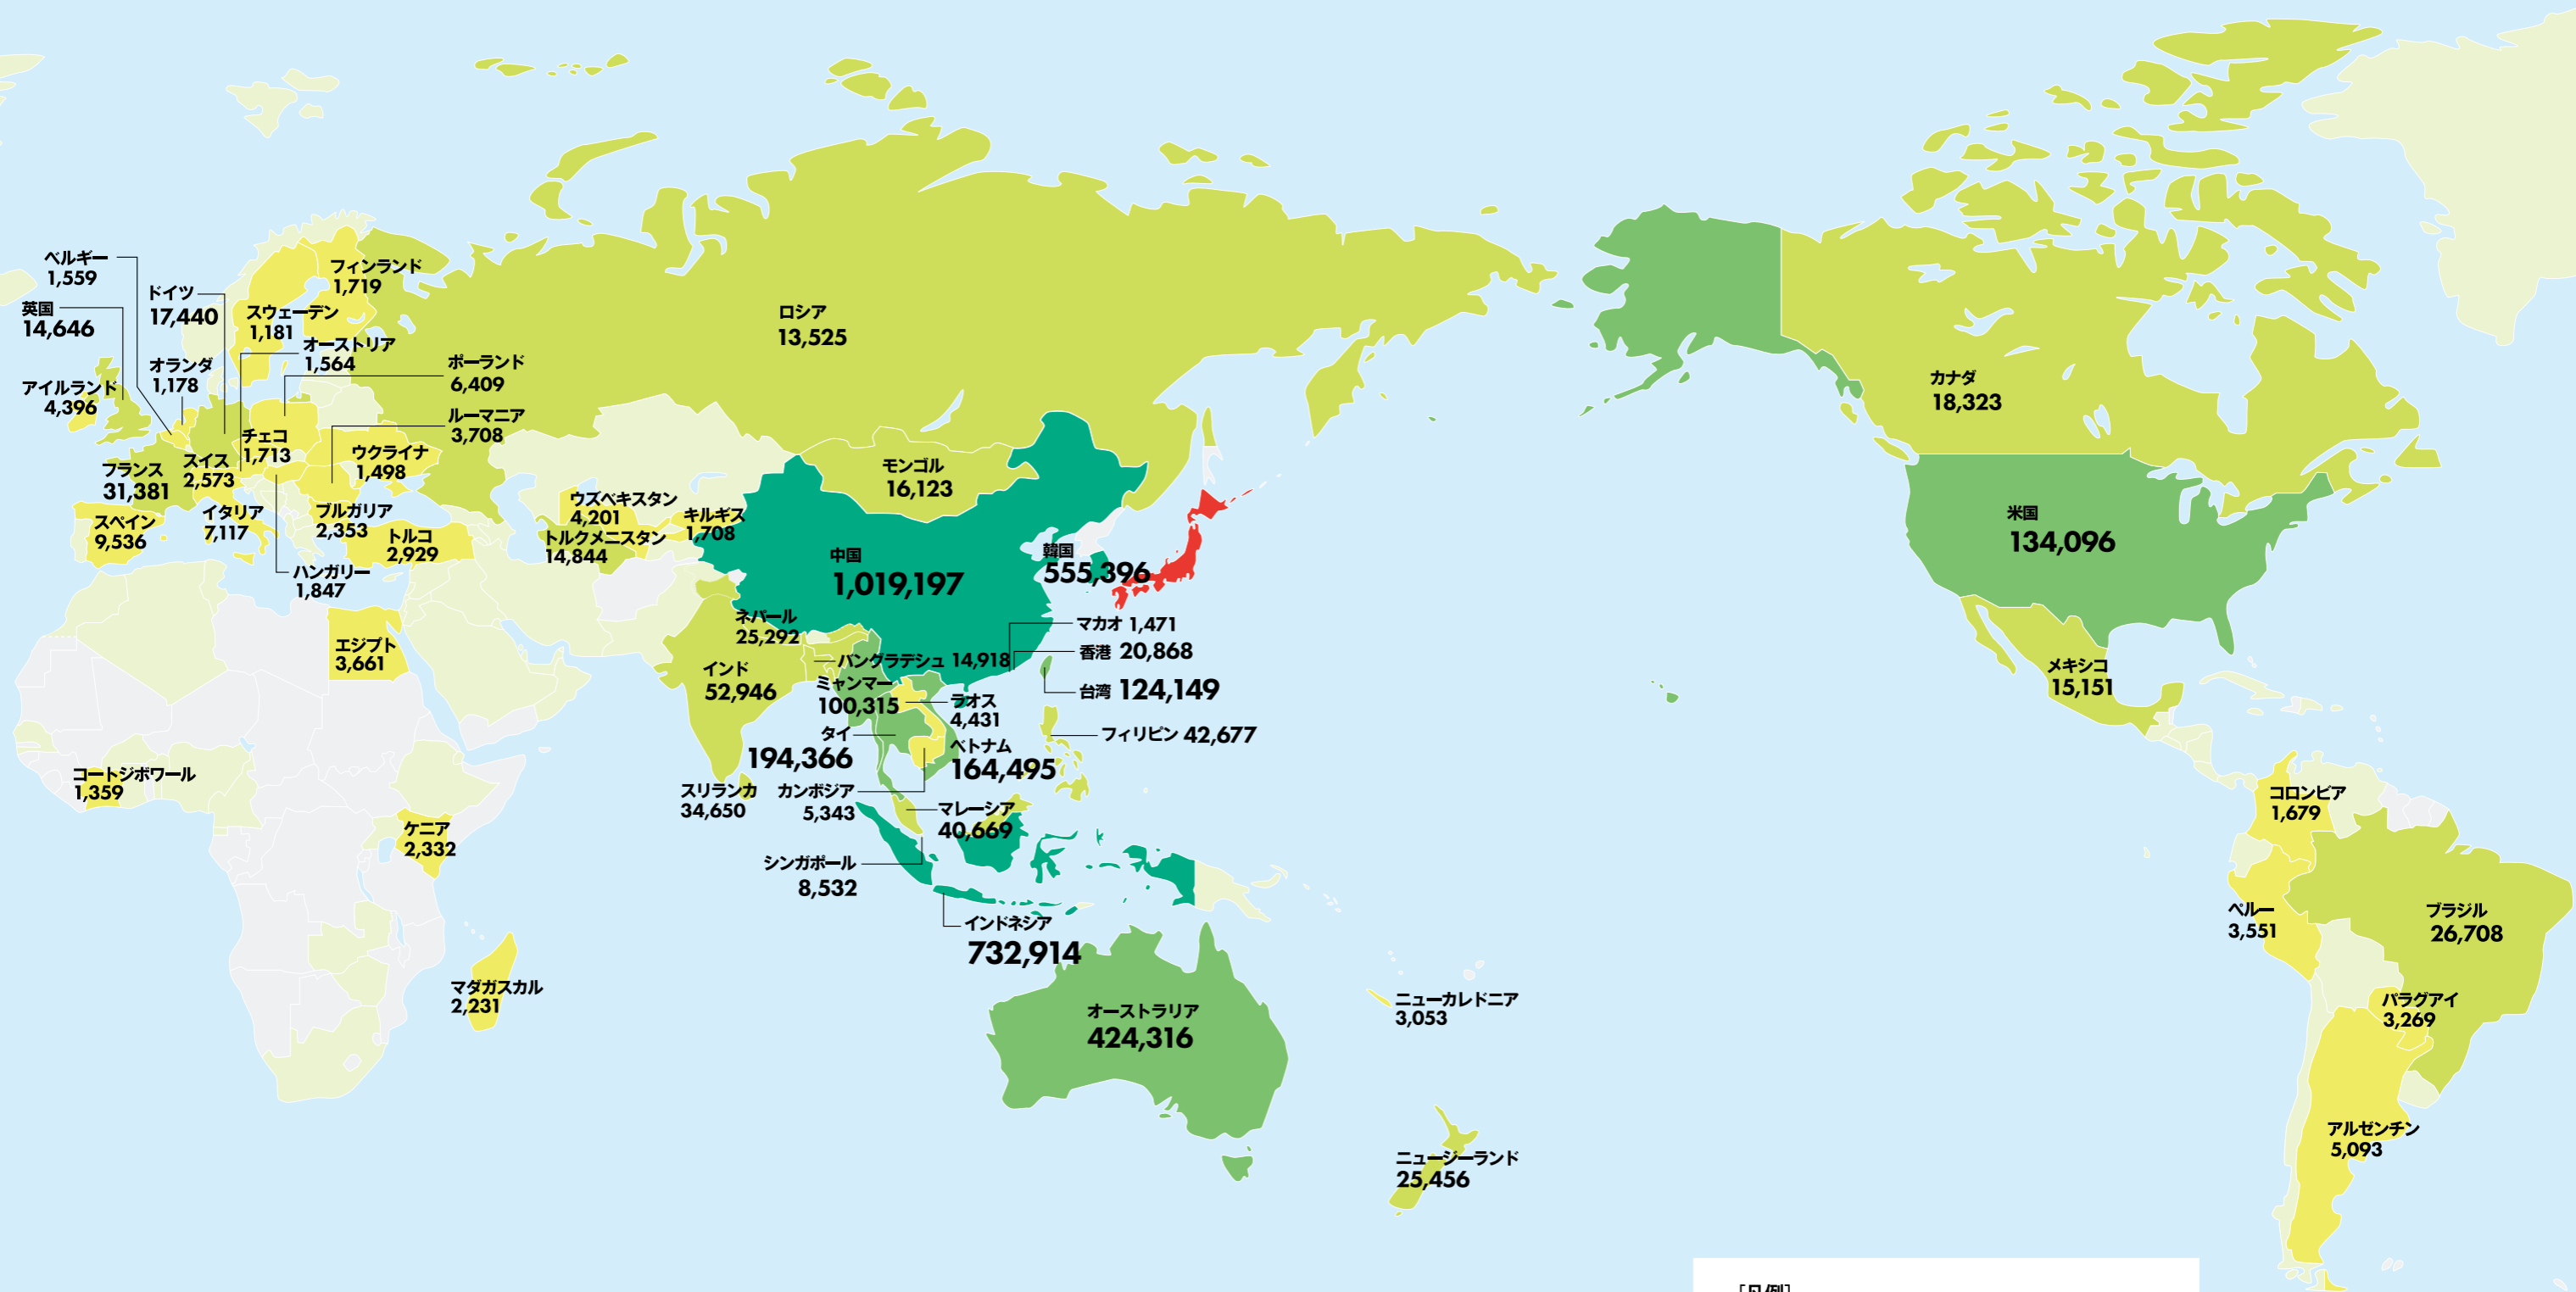 ベルギー
1,559
英国
14,646
ドイツ
17,440
フィンランド
1,719
スウェーデン
1,181
オーストリア
1,564
オランダ
1,178
アイルランド
4,396
ポーランド
6,409
ルーマニア
3,708
チェコ
1,713
ウクライナ
1,498
フランス
31,381
スイス
2,573
スペイン
9,536
イタリア
7,117
ブルガリア
2,353
トルコ
2,929
ハンガリー
1,847
ロシア
13,525
モンゴル
16,123
ウズベキスタン
4,201
キルギス
1,708
トルクメニスタン
14,844
中国
1,019,197
韓国
555,396
エジプト
3,661
ネパール
25,292
インド
52,946
バングラデシュ 14,918
マカオ 1,471
香港 20,868
台湾 124,149
ミャンマー
100,315
ラオス
4,431
タイ
194,366
ベトナム
164,495
フィリピン 42,677
コートジボワール
1,359
スリランカ
34,650
カンボジア
5,343
マレーシア
40,669
ケニア
2,332
シンガポール
8,532
インドネシア
732,914
マダガスカル
2,231
オーストラリア
424,316
ニューカレドニア
3,053
ニュージーランド
25,456
カナダ
18,323
米国
134,096
メキシコ
15,151
コロンビア
1,679
ペルー
3,551
ブラジル
26,708
パラグアイ
3,269
アルゼンチン
5,093
[凡例]